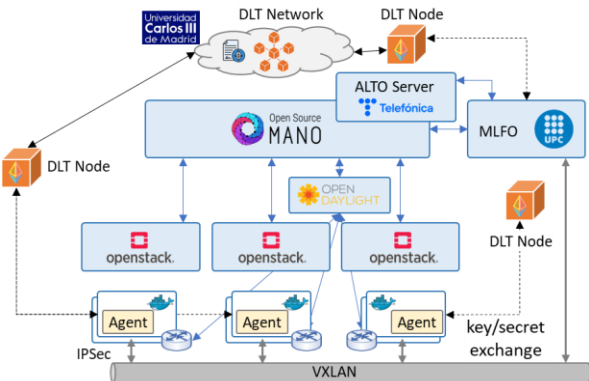 Universidad
Carlos III
de Madrid
DLT Network
DLT Node
ALTO Server
Telefónica
Open Source
MANO
MLFO
UPC
DLT Node
OPEN
DAYLIGHT
DLT Node
openstack.
openstack.
openstack.
Agent
Agent
Agent
key/secret
exchange
IPSec
VXLAN